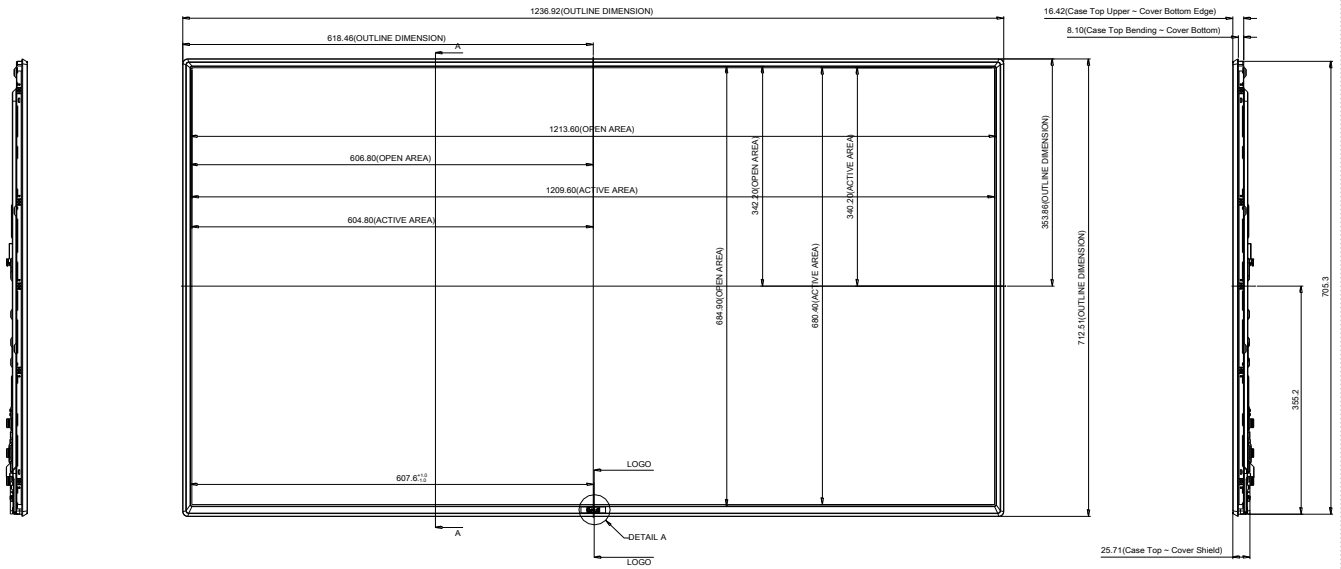 1236.92(OUTLINE DIMENSION)
16.42(Case Top Upper ~ Cover Bottom Edge)
8.10(Case Top Bending ~ Cover Bottom)
618.46(OUTLINE DIMENSION)
A
1213.60(OPEN AREA)
606.80(OPEN AREA)
1209.60(ACTIVE AREA)
604.80(ACTIVE AREA)
342.20(OPEN AREA)
340.20(ACTIVE AREA)
353.86(OUTLINE DIMENSION)
684.90(OPEN AREA)
680.40(ACTIVE AREA)
712.51(OUTLINE DIMENSION)
705.3
355.2
LOGO
607.6+1.0 -1.0
A
DETAIL A
LOGO
25.71(Case Top ~ Cover Shield)